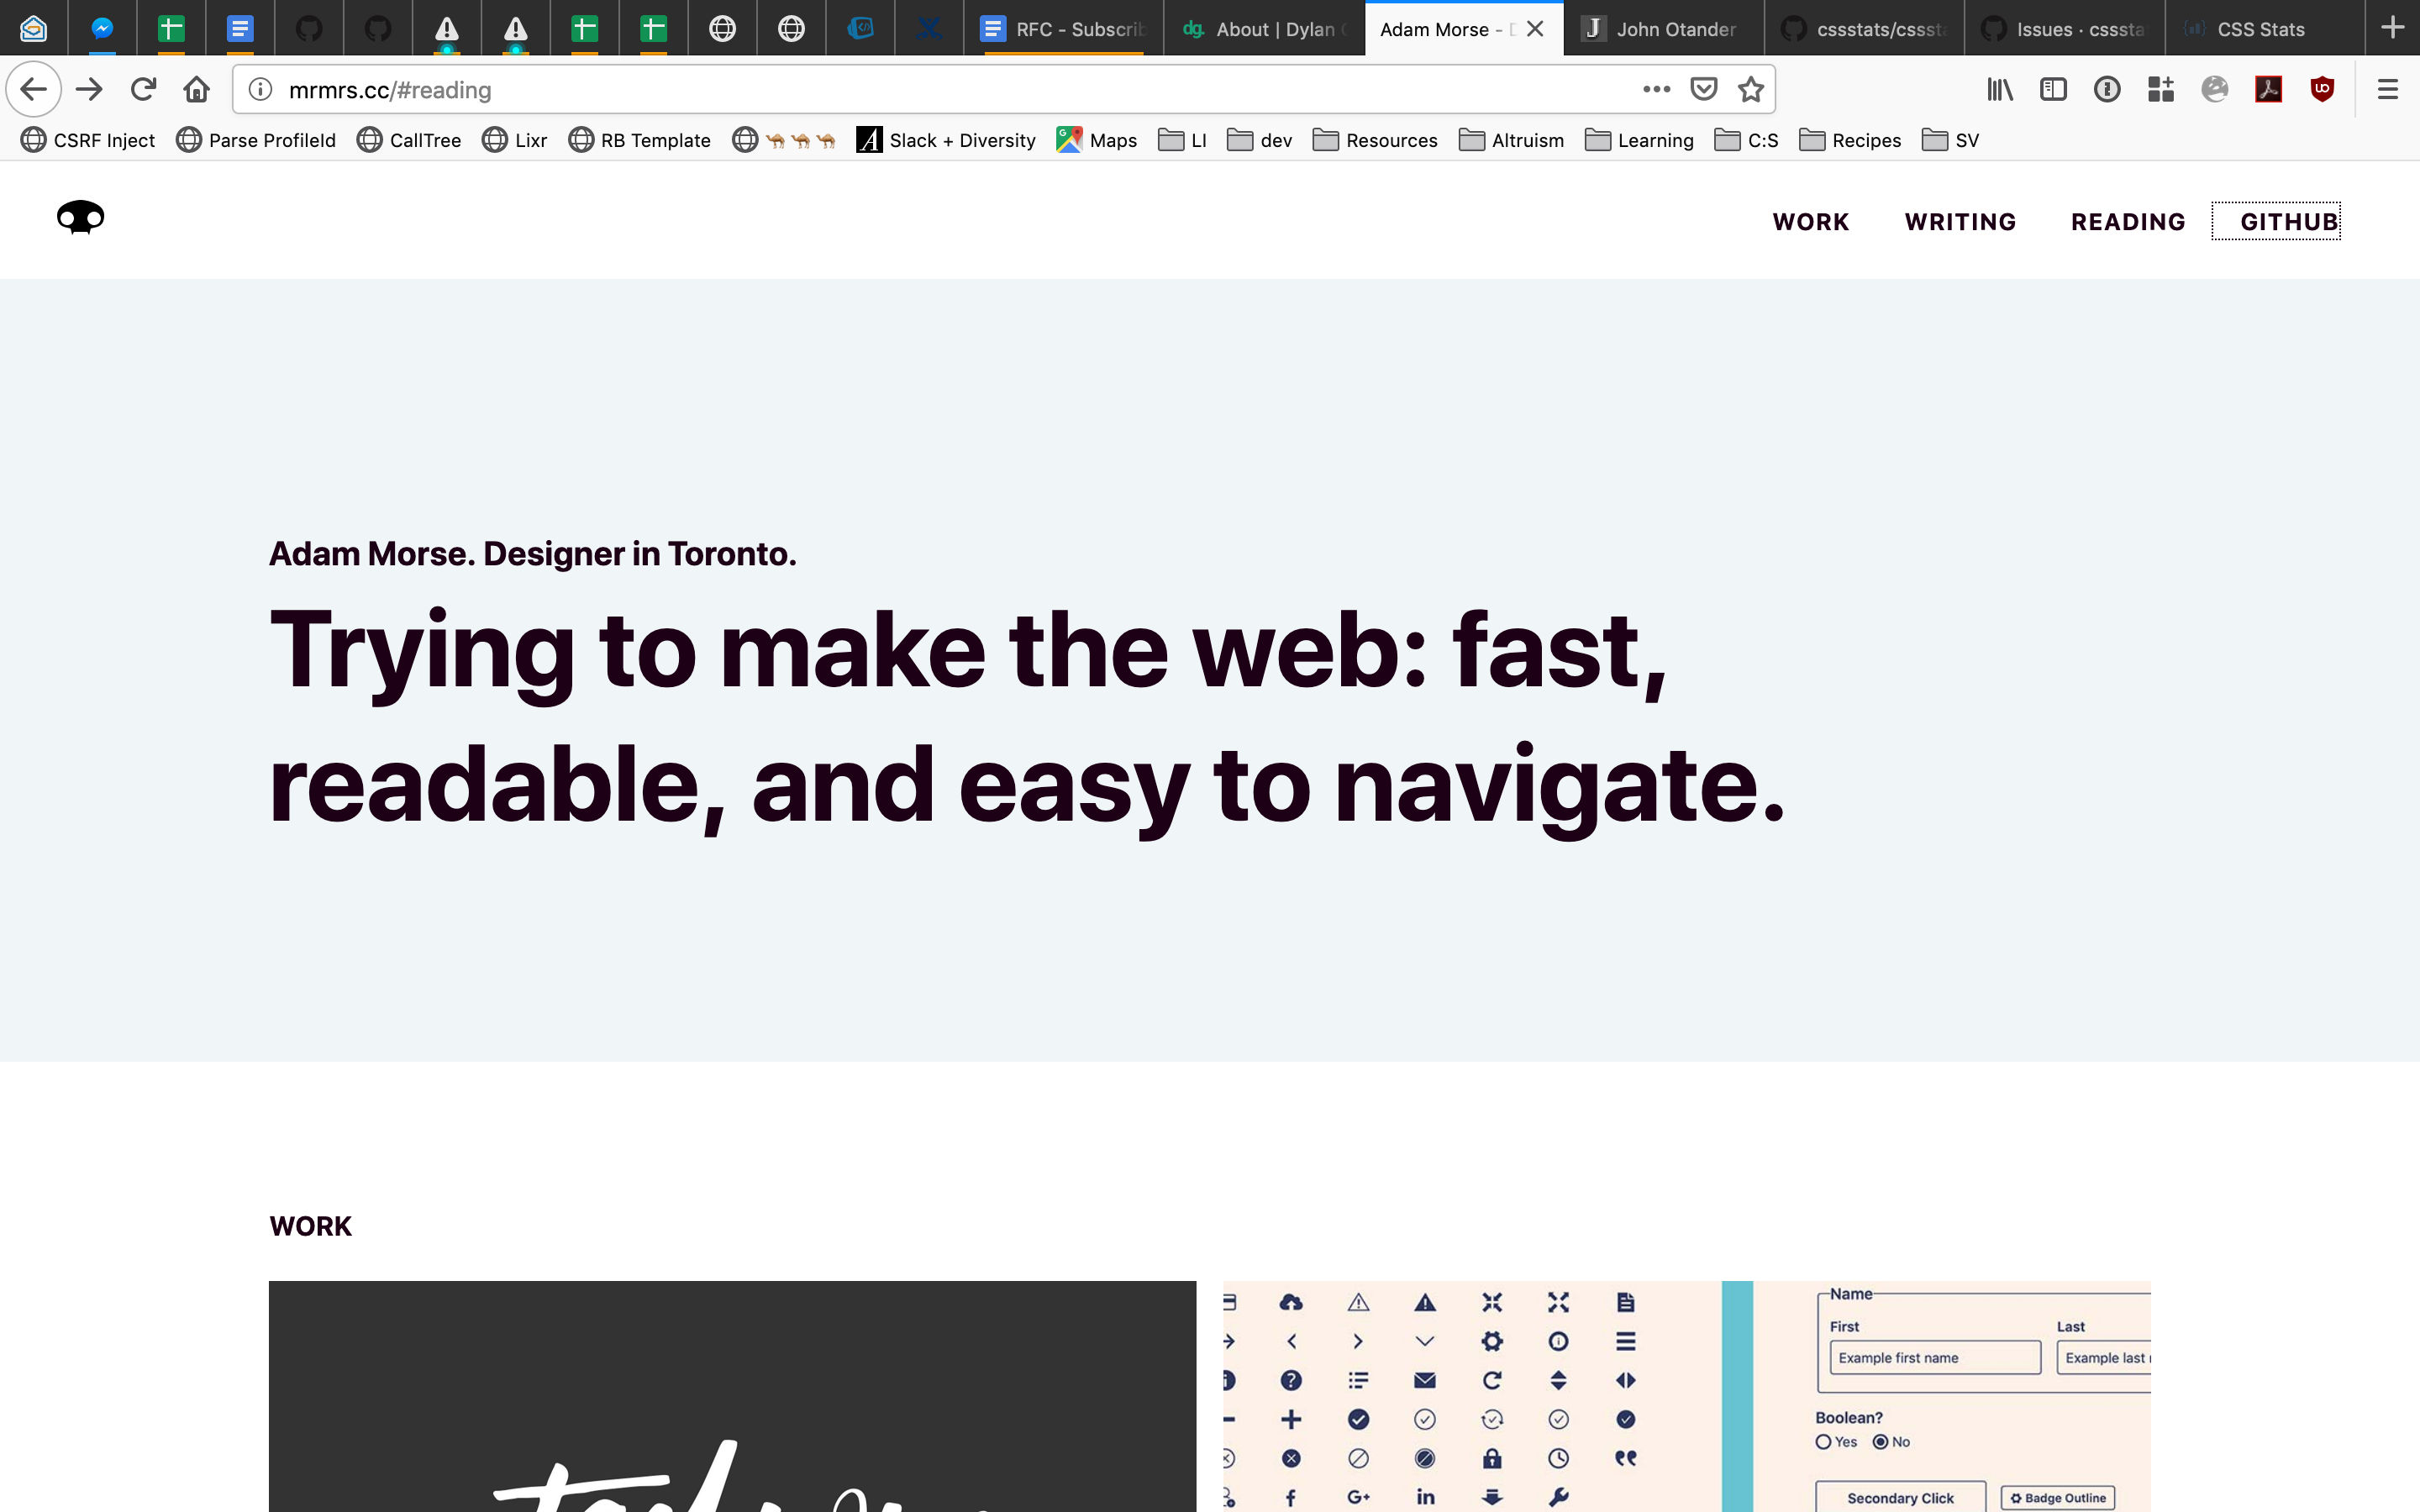 RFC - Subscrib
About | Dylan
Adam Morse -
John Otander
cssstats/cssst
Issues · csssta
CSS Stats
mrmrs.cc/#reading
CSRF Inject
Parse ProfileId
CallTree
Lixr
RB Template
Slack + Diversity
Maps
LI
dev
Resources
Altruism
Learning
C:S
Recipes
SV
WORK
WRITING
READING
GITHUB
Adam Morse. Designer in Toronto.
Trying to make the web: fast,
readable, and easy to navigate.
WORK
Name
First
Last
Example first name
Example last
Boolean?
Yes
No
Secondary Click
Badge Outline